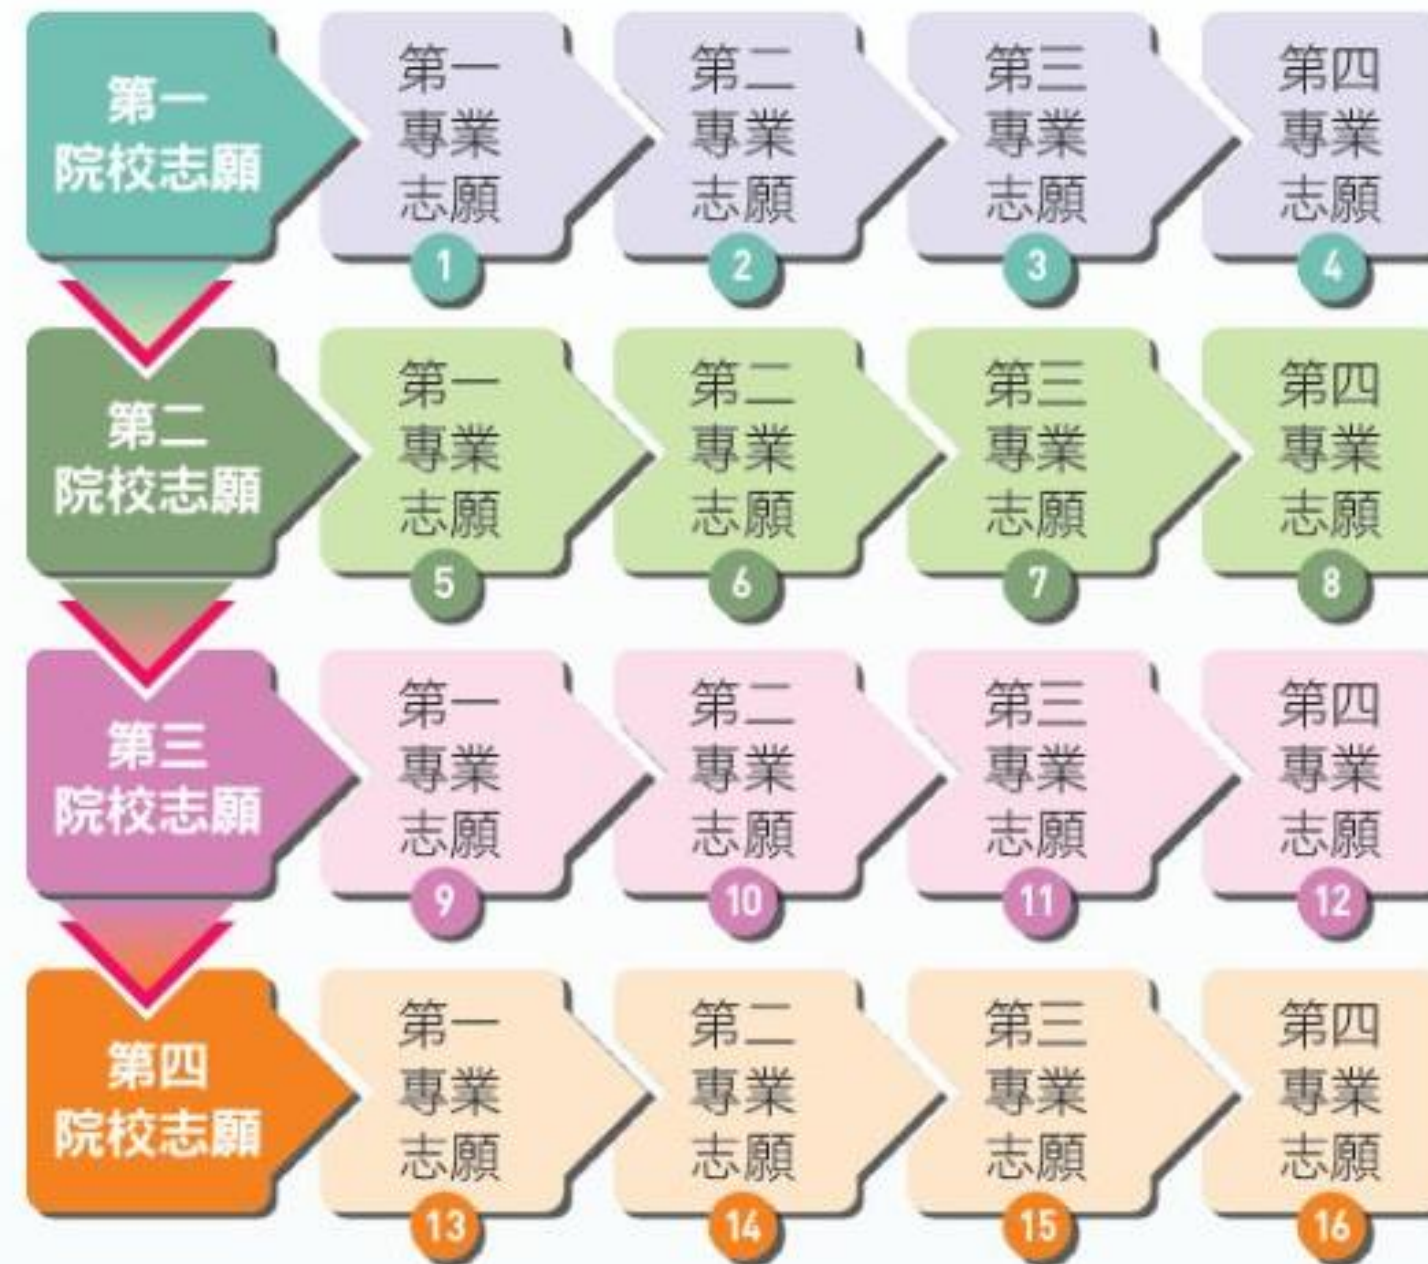 第一
院校志願
第一
專業
志願
1
第二
專業
志願
2
第三
專業
志願
3
第四
專業
志願
4
第二
院校志願
第一
專業
志願
5
第二
專業
志願
6
第三
專業
志願
7
第四
專業
志願
8
第三
院校志願
第一
專業
志願
9
第二
專業
志願
10
第三
專業
志願
11
第四
專業
志願
12
第四
院校志願
第一
專業
志願
13
第二
專業
志願
14
第三
專業
志願
15
第四
專業
志願
16